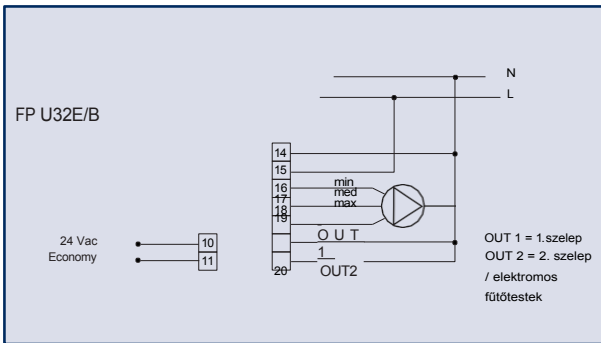 N
L
FP U32E/B
14
15
16
17
18
19
20
min
med
max
OUT
1
OUT2
24 Vac
Economy
10
11
OUT 1 = 1.szelep
OUT 2 = 2. szelep
/ elektromos
fűtőtestek